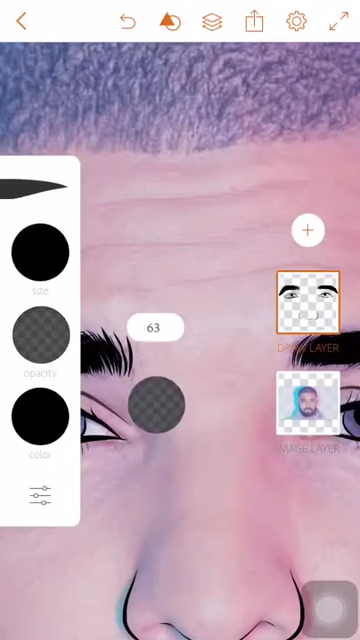 size
63
DRAW LAYER
opacity
IMAGE LAYER
color